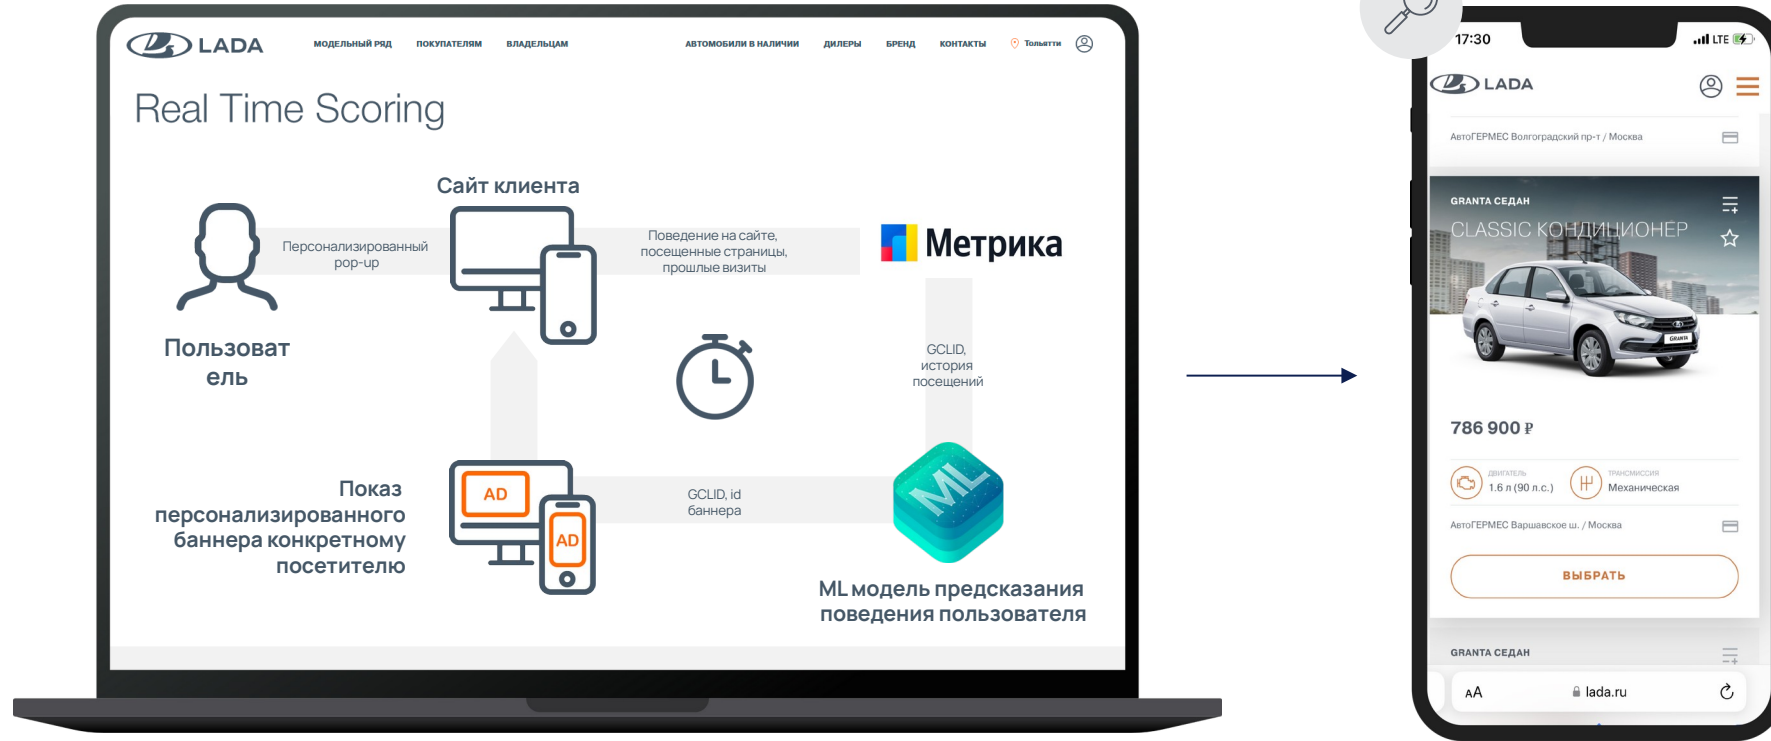 LADA
МОДЕЛЬНЫЙ РЯД
ПОКУПАТЕЛЯМ
ВЛАДЕЛЬЦАМ
АВТОМОБИЛИ В НАЛИЧИИ
ДИЛЕРЫ
БРЕНД
КОНТАКТЫ
Тольятти
Real Time Scoring
Сайт клиента
Персонализированный
pop-up
Поведение на сайте,
посещенные страницы,
прошлые визиты
Метрика
Пользоват
ель
GCLID,
история
посещений
Показ
персонализированного
баннера конкретному
посетителю
AD
AD
GCLID, id
баннера
ML
ML модель предсказания
поведения пользователя
17:30
LTE
LADA
АвтоГЕРМЕС Волгоградский пр-т / Москва
GRANTA СЕДАН
CLASSIC КОНДИЦИОНЕР
GRANTA
786 900 ₽
ДВИГАТЕЛЬ
1.6 л (90 л.с.)
ТРАНСМИССИЯ
Механическая
АвтоГЕРМЕС Варшавское ш. / Москва
ВЫБРАТЬ
GRANTA СЕДАН
AA
lada.ru